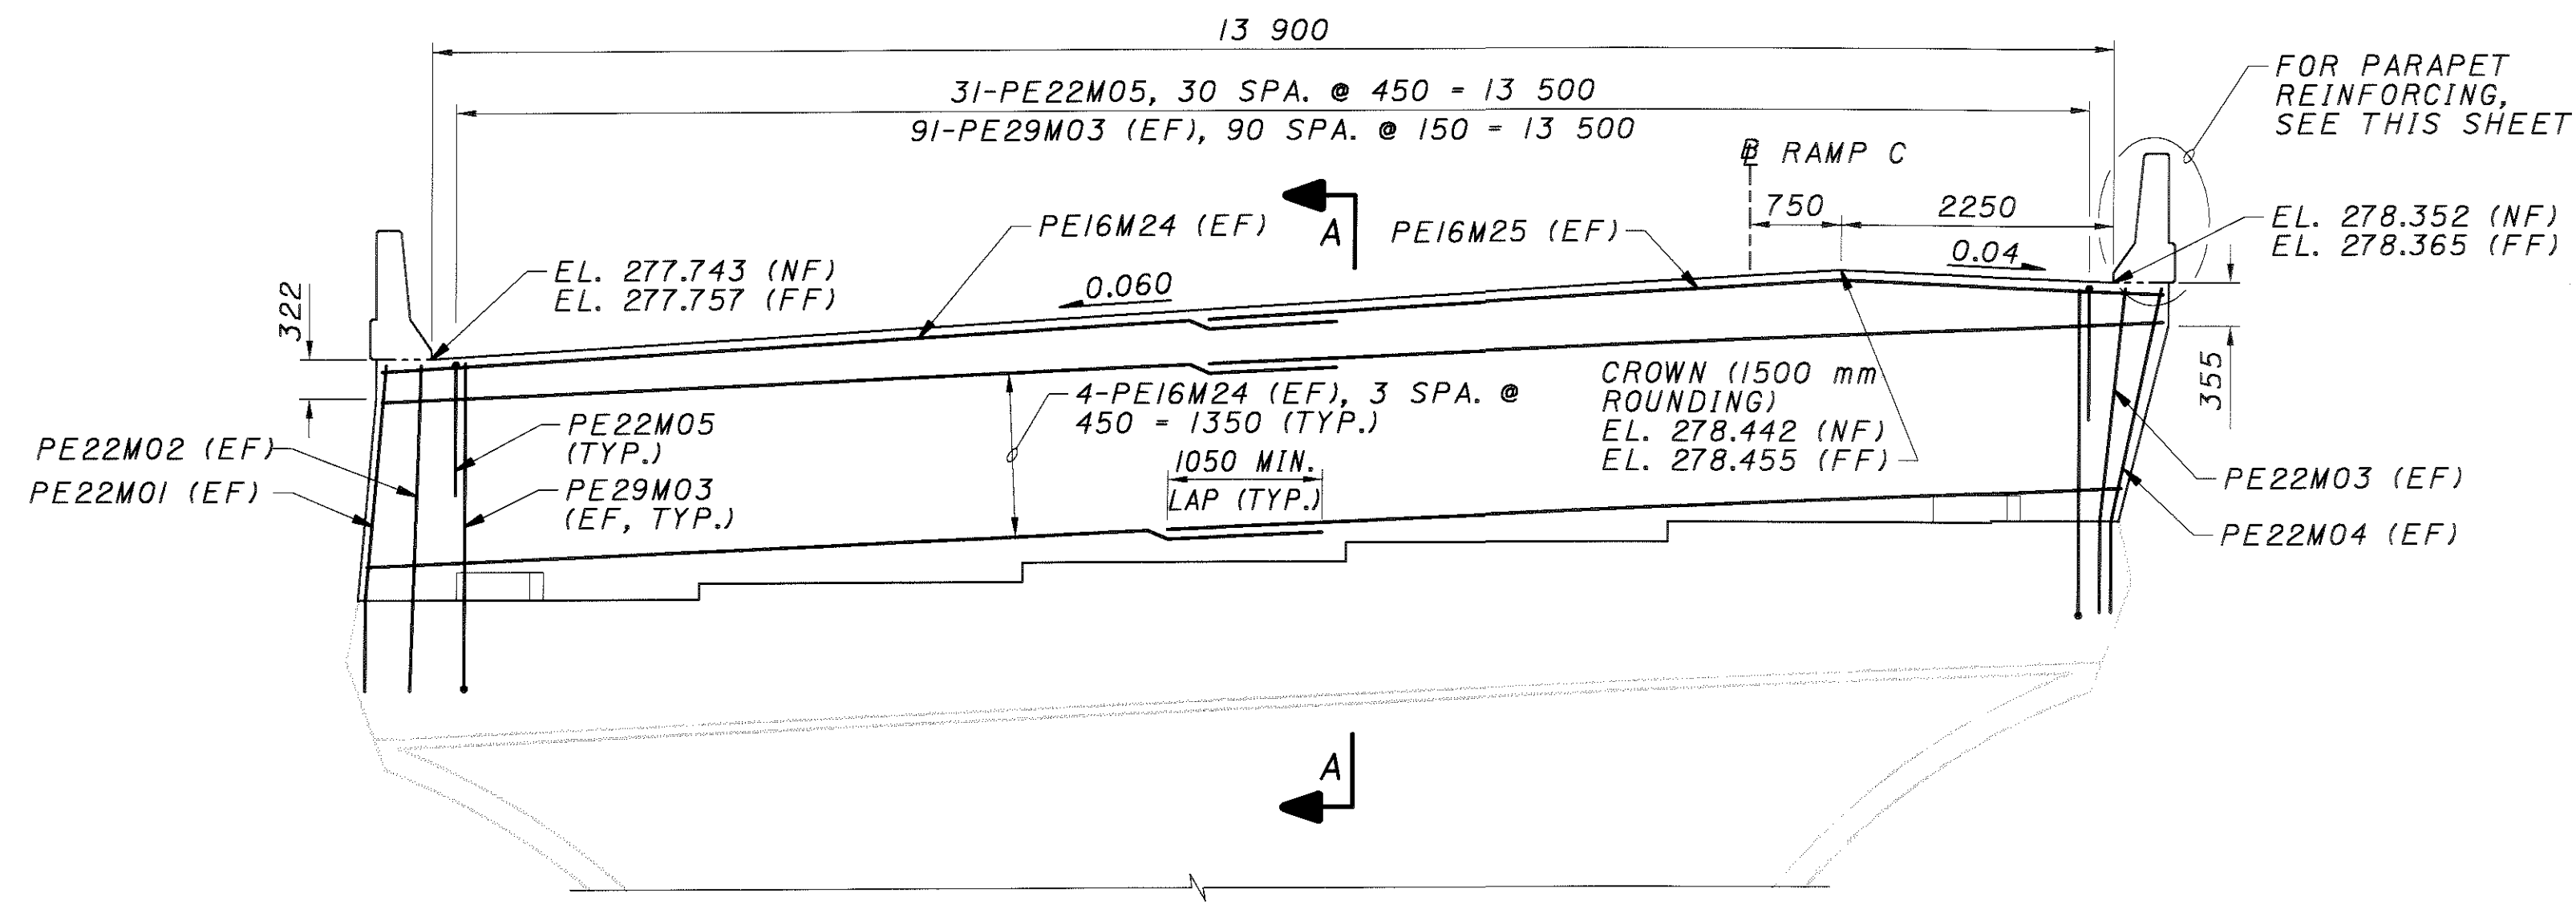 13 900
31-PE22M05, 30 SPA. @ 450 = 13 500
91-PE29M03 (EF), 90 SPA. @ 150 = 13 500
FOR PARAPET
REINFORCING,
SEE THIS SHEET
RAMP C
750
2250
PE16M24 (EF)
A
PE16M25 (EF)
0.04
EL. 278.352 (NF)
EL. 278.365 (FF)
EL. 277.743 (NF)
EL. 277.757 (FF)
0.060
322
355
4-PE16M24 (EF), 3 SPA. @
450 = 1350 (TYP.)
CROWN (1500 mm
ROUNDING)
EL. 278.442 (NF)
EL. 278.455 (FF)
PE22M02 (EF)
PE22M01 (EF)
PE22M05
(TYP.)
PE29M03
(EF, TYP.)
1050 MIN.
LAP (TYP.)
PE22M03 (EF)
PE22M04 (EF)
A